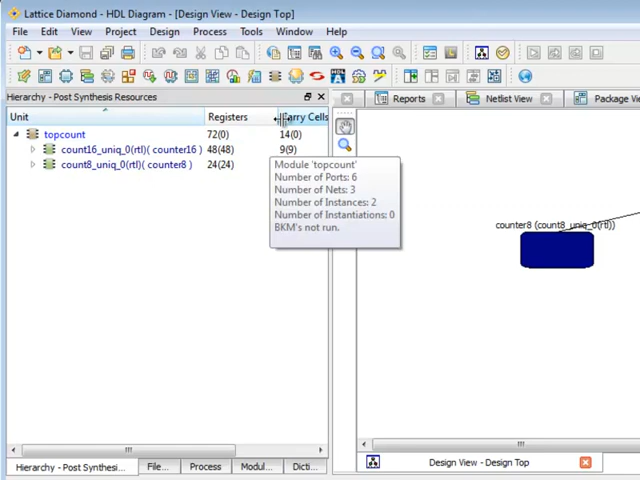 Lattice Diamond - HDL Diagram - [Design View - Design Top]
File Edit View Project Design Process Tools Window Help
Hierarchy - Post Synthesis Resources
Reports Netlist View Package Vie
Unit Registers Carry Cells
topcount 72(0) 14(0)
count16_uniq_0(rtl)( counter16 ) 48(48) 9(9)
count8_uniq_0(rtl)( counter8 ) 24(24)
Module 'topcount'
Number of Ports: 6
Number of Nets: 3
Number of Instances: 2
Number of Instantiations: 0
BKM's not run.
counter8 (count8_uniq_0(rtl))
Hierarchy - Post Synthesi... File... Process Modul... Dicti...
Design View - Design Top